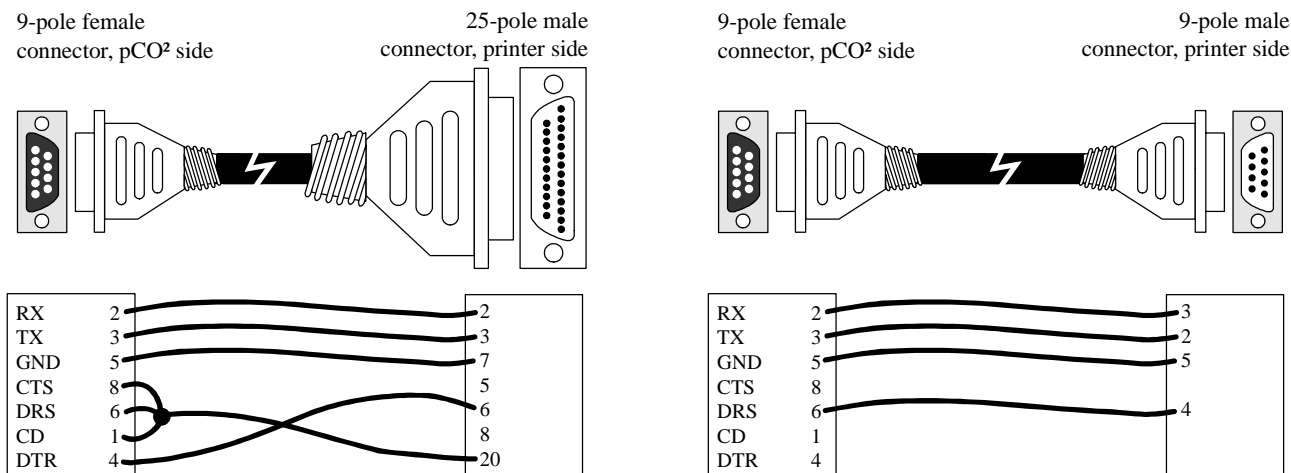 9-pole female
connector, pCO² side
25-pole male
connector, printer side
RX 2 2
TX 3 3
GND 5 7
CTS 8 5
DRS 6 6
CD 1 8
DTR 4 20
9-pole female
connector, pCO² side
9-pole male
connector, printer side
RX 2 3
TX 3 2
GND 5 5
CTS 8
DRS 6 4
CD 1
DTR 4